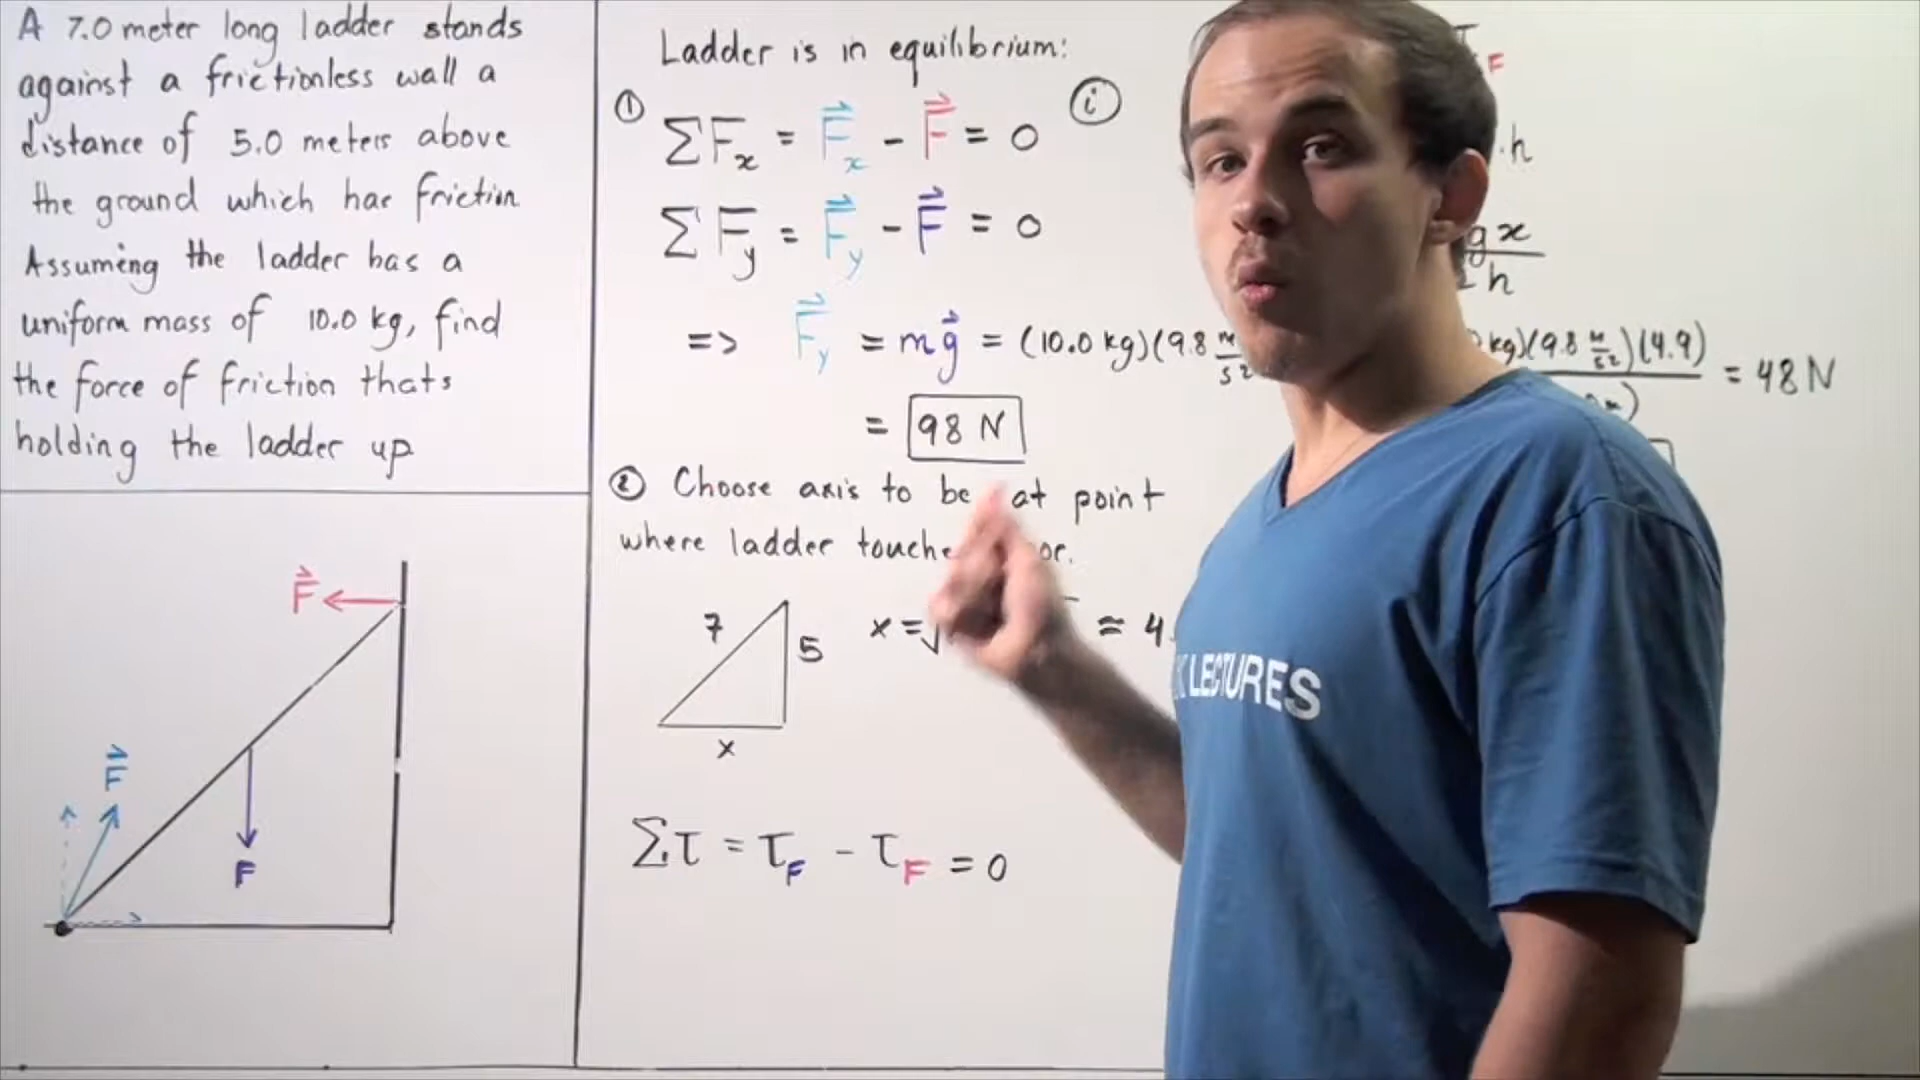 A 7.0 meter long ladder stands
against a frictionless wall a
distance of 5.0 meters above
the ground which has friction.
Assuming the ladder has a
uniform mass of 10.0 kg, find
the force of friction thats
holding the ladder up
F
F
F
Ladder is in equilibrium:
① ΣFx = Fx - F = 0
ΣFy = Fy - F = 0
=> Fy = mg = (10.0 kg)(9.8 m/s²
= 98 N
② Choose axis to be at point
where ladder
7
5
x
x = √ ≈ 4.
Στ = τF - τF = 0
i
F
.h
gx
h
kg)(9.8 m/s²)(4.9) = 48 N
LECTURES